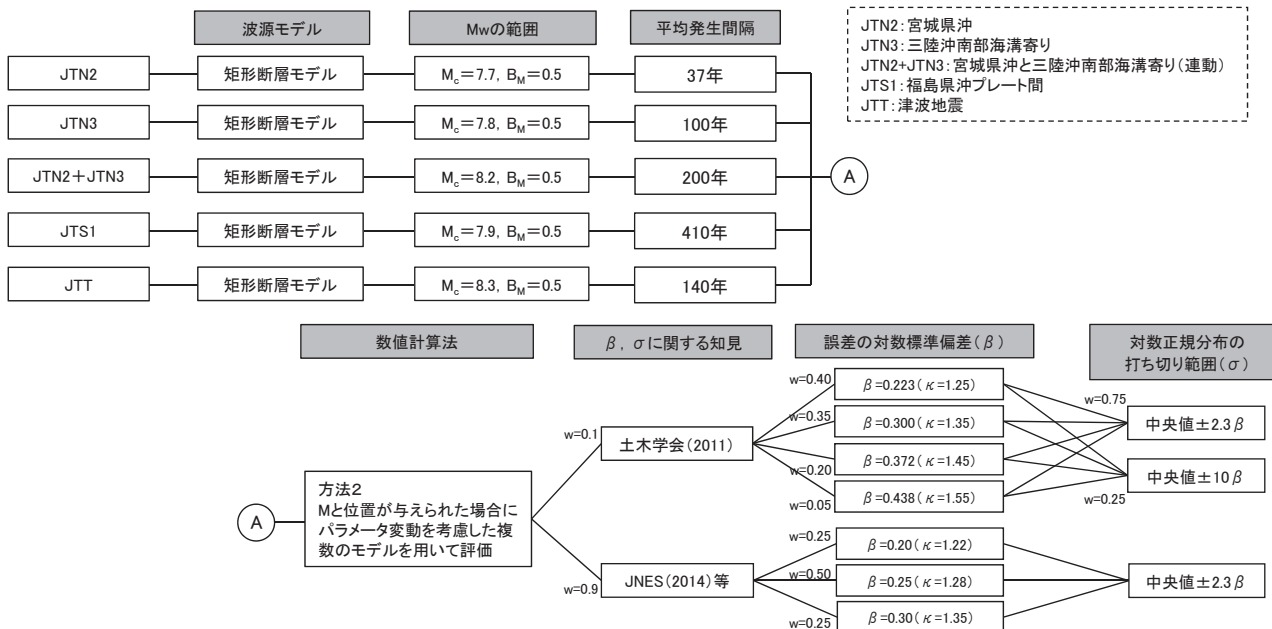 波源モデル
Mwの範囲
平均発生間隔
JTN2
矩形断層モデル
Mc＝7.7，BM＝0.5
37年
JTN3
矩形断層モデル
Mc＝7.8，BM＝0.5
100年
JTN2＋JTN3
矩形断層モデル
Mc＝8.2，BM＝0.5
200年
JTS1
矩形断層モデル
Mc＝7.9，BM＝0.5
410年
JTT
矩形断層モデル
Mc＝8.3，BM＝0.5
140年
A
JTN2：宮城県沖
JTN3：三陸沖南部海溝寄り
JTN2+JTN3：宮城県沖と三陸沖南部海溝寄り（連動）
JTS1：福島県沖プレート間
JTT：津波地震
数値計算法
β，σに関する知見
誤差の対数標準偏差（β）
対数正規分布の
打ち切り範囲（σ）
A
方法２
Mと位置が与えられた場合に
パラメータ変動を考慮した複
数のモデルを用いて評価
w=0.1
土木学会（2011）
w=0.40
β=0.223（κ=1.25）
w=0.35
β=0.300（κ=1.35）
w=0.20
β=0.372（κ=1.45）
w=0.05
β=0.438（κ=1.55）
w=0.75
中央値±2.3β
中央値±10β
w=0.25
w=0.9
JNES（2014）等
w=0.25
β=0.20（κ=1.22）
w=0.50
β=0.25（κ=1.28）
w=0.25
β=0.30（κ=1.35）
中央値±2.3β